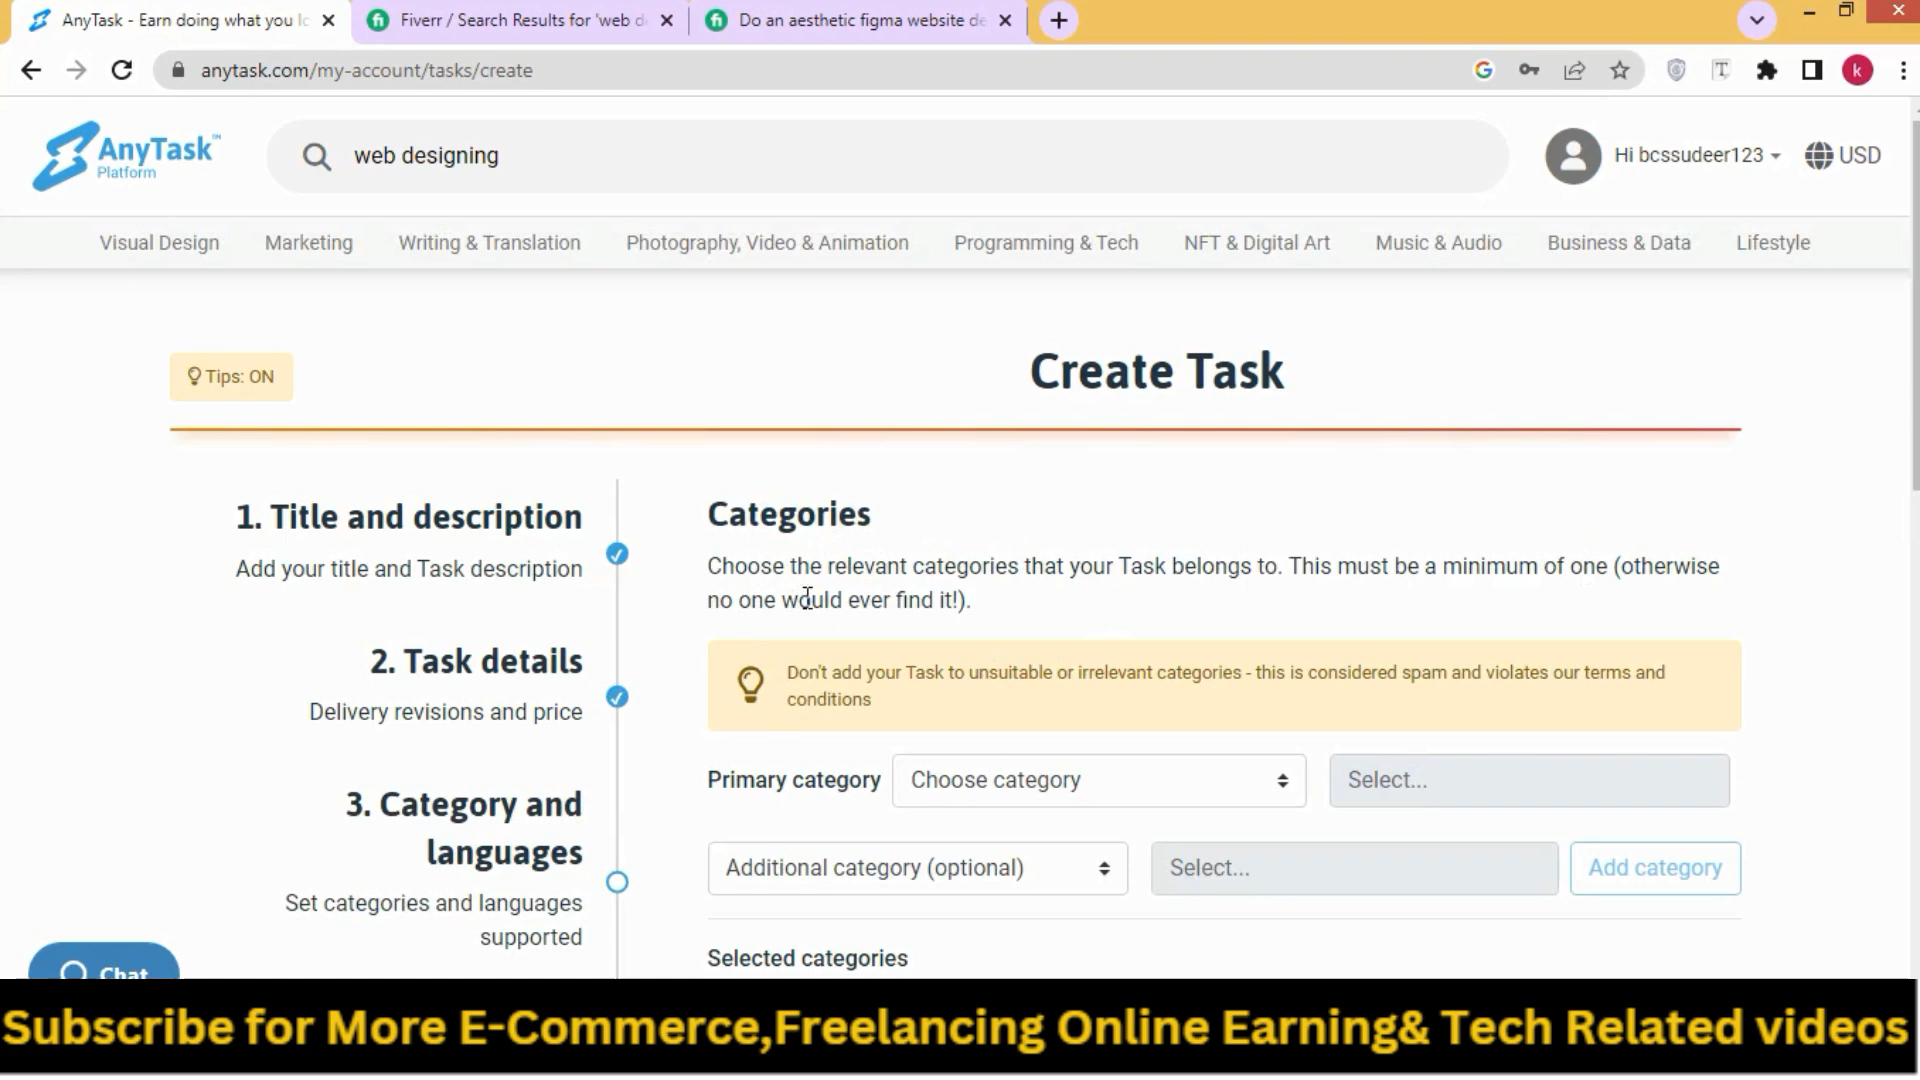 AnyTask - Earn doing what you lo
Fiverr / Search Results for 'web de
Do an aesthetic figma website de
anytask.com/my-account/tasks/create
AnyTask™
Platform
web designing
Hi bcssudeer123
USD
Visual Design
Marketing
Writing & Translation
Photography, Video & Animation
Programming & Tech
NFT & Digital Art
Music & Audio
Business & Data
Lifestyle
Tips: ON
Create Task
1. Title and description
Add your title and Task description
2. Task details
Delivery revisions and price
3. Category and
languages
Set categories and languages
supported
Categories
Choose the relevant categories that your Task belongs to. This must be a minimum of one (otherwise
no one would ever find it!).
Don't add your Task to unsuitable or irrelevant categories - this is considered spam and violates our terms and
conditions
Primary category
Choose category
Select...
Additional category (optional)
Select...
Add category
Selected categories
Chat
Subscribe for More E-Commerce,Freelancing Online Earning& Tech Related videos